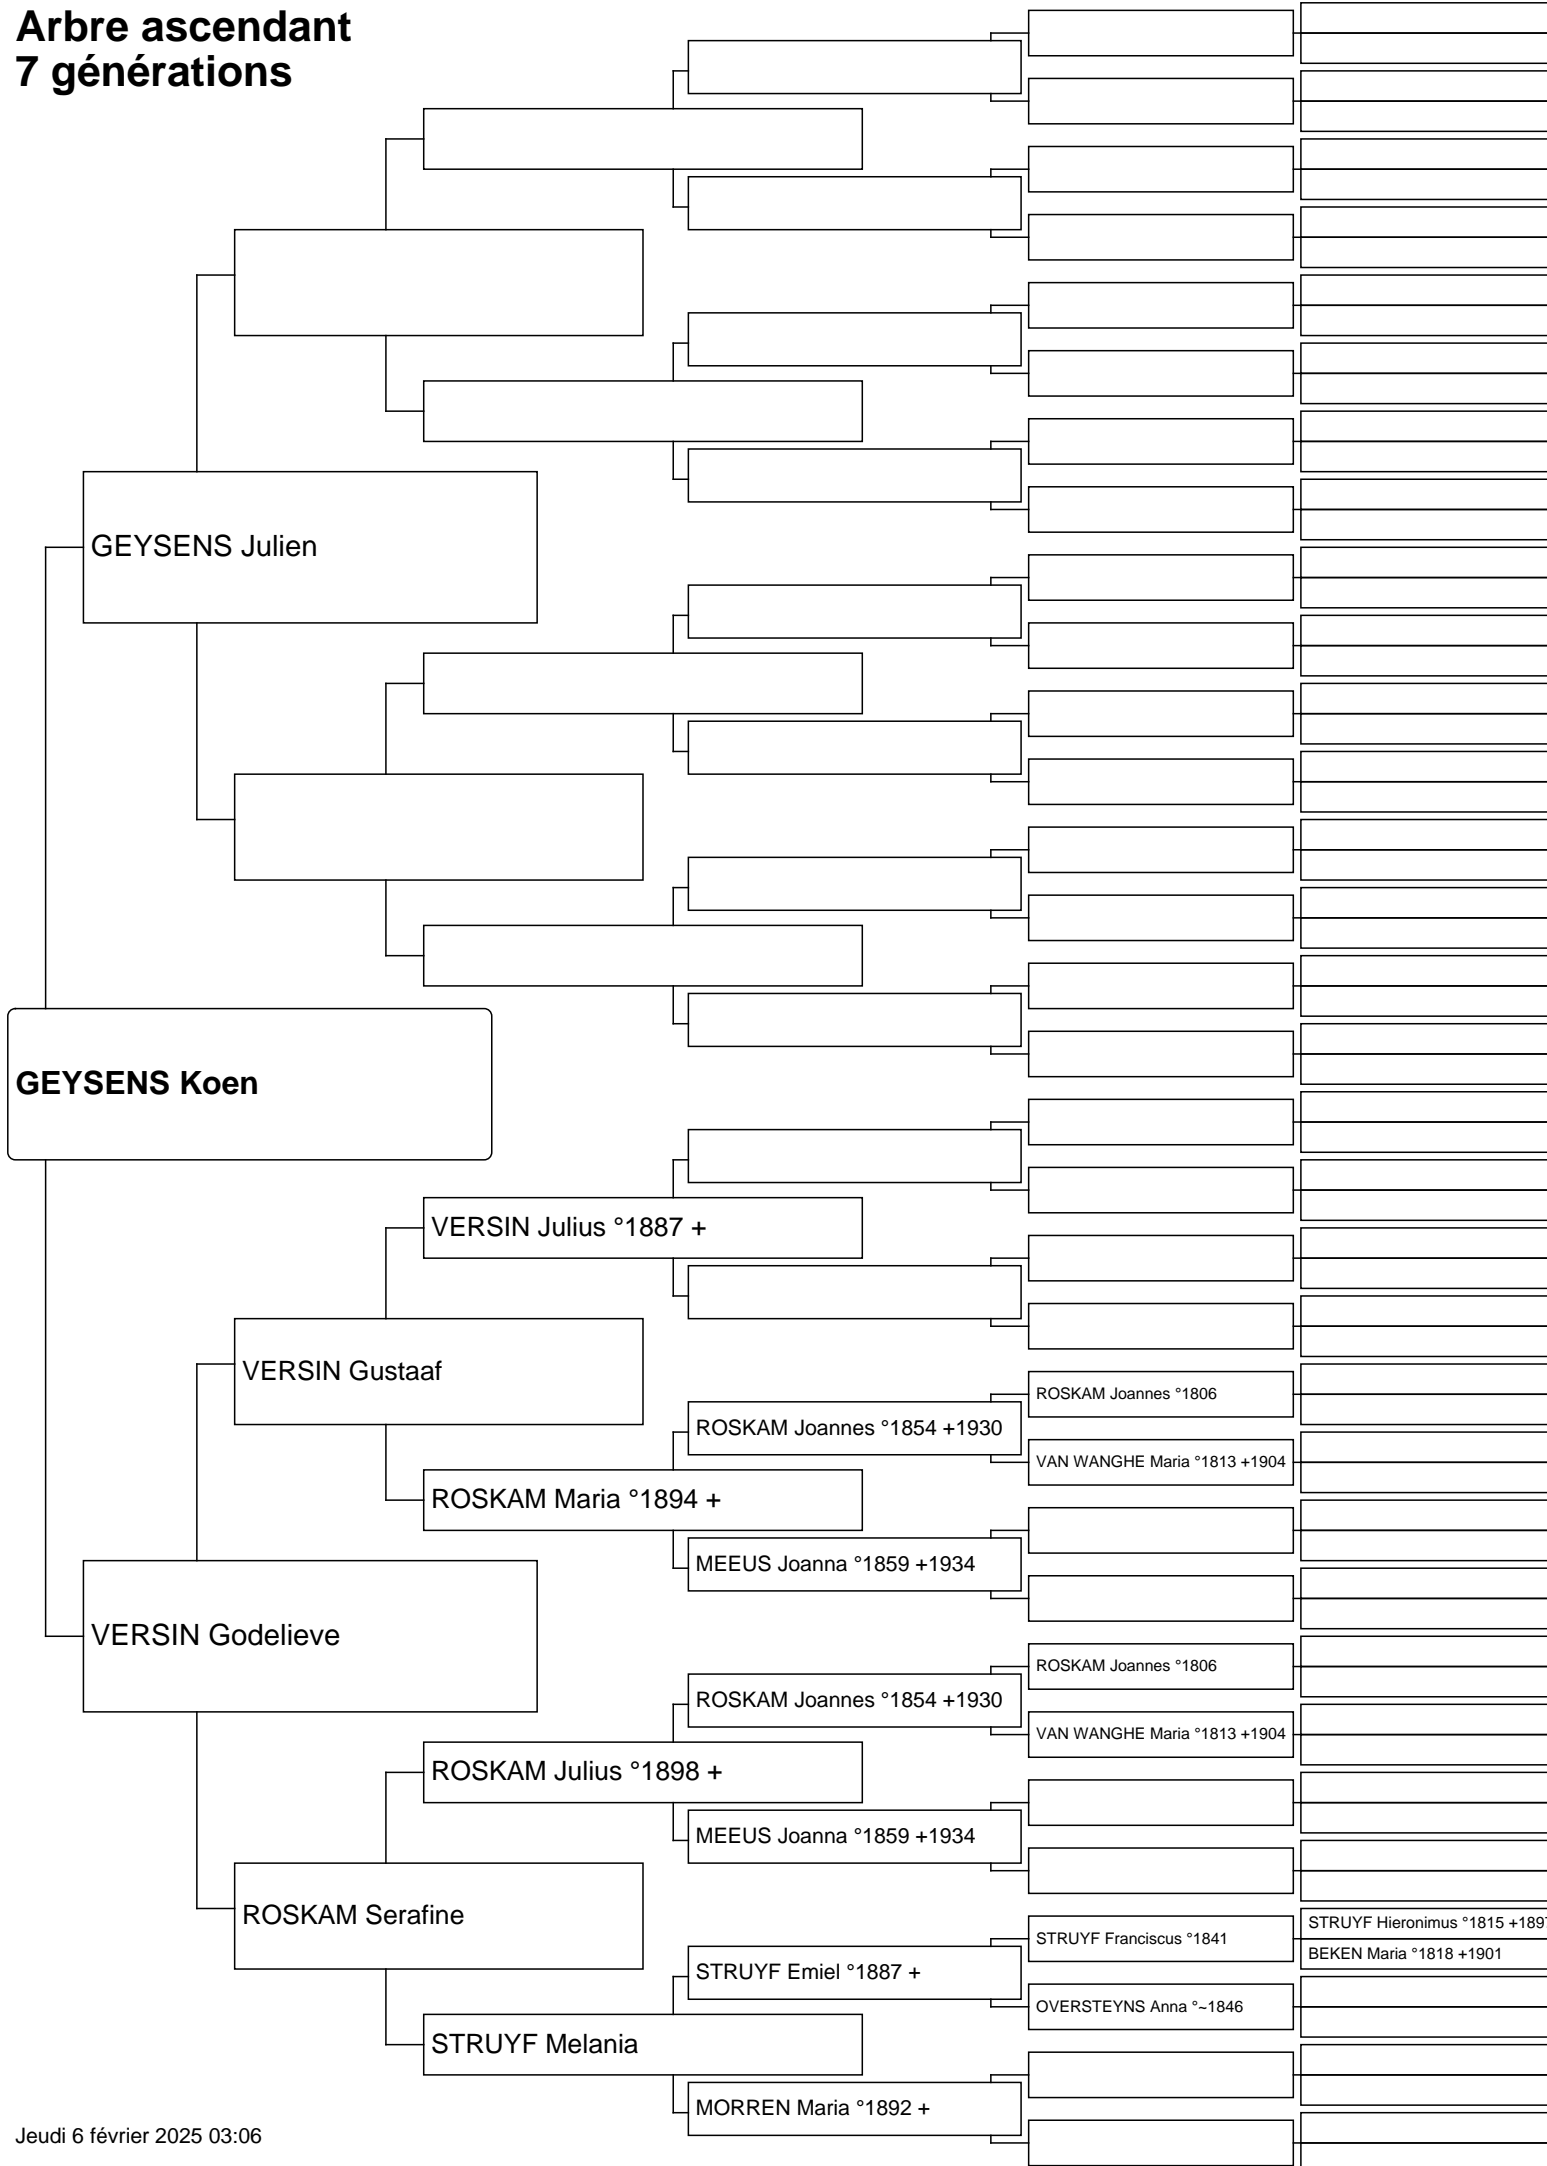 Arbre ascendant
7 générations
GEYSENS Julien
GEYSENS Koen
VERSIN Julius °1887 +
VERSIN Gustaaf
ROSKAM Joannes °1806
ROSKAM Joannes °1854 +1930
VAN WANGHE Maria °1813 +1904
ROSKAM Maria °1894 +
MEEUS Joanna °1859 +1934
VERSIN Godelieve
ROSKAM Joannes °1806
ROSKAM Joannes °1854 +1930
VAN WANGHE Maria °1813 +1904
ROSKAM Julius °1898 +
MEEUS Joanna °1859 +1934
ROSKAM Serafine
STRUYF Hieronimus °1815 +1897
STRUYF Franciscus °1841
BEKEN Maria °1818 +1901
STRUYF Emiel °1887 +
OVERSTEYNS Anna °~1846
STRUYF Melania
MORREN Maria °1892 +
Jeudi 6 février 2025 03:06